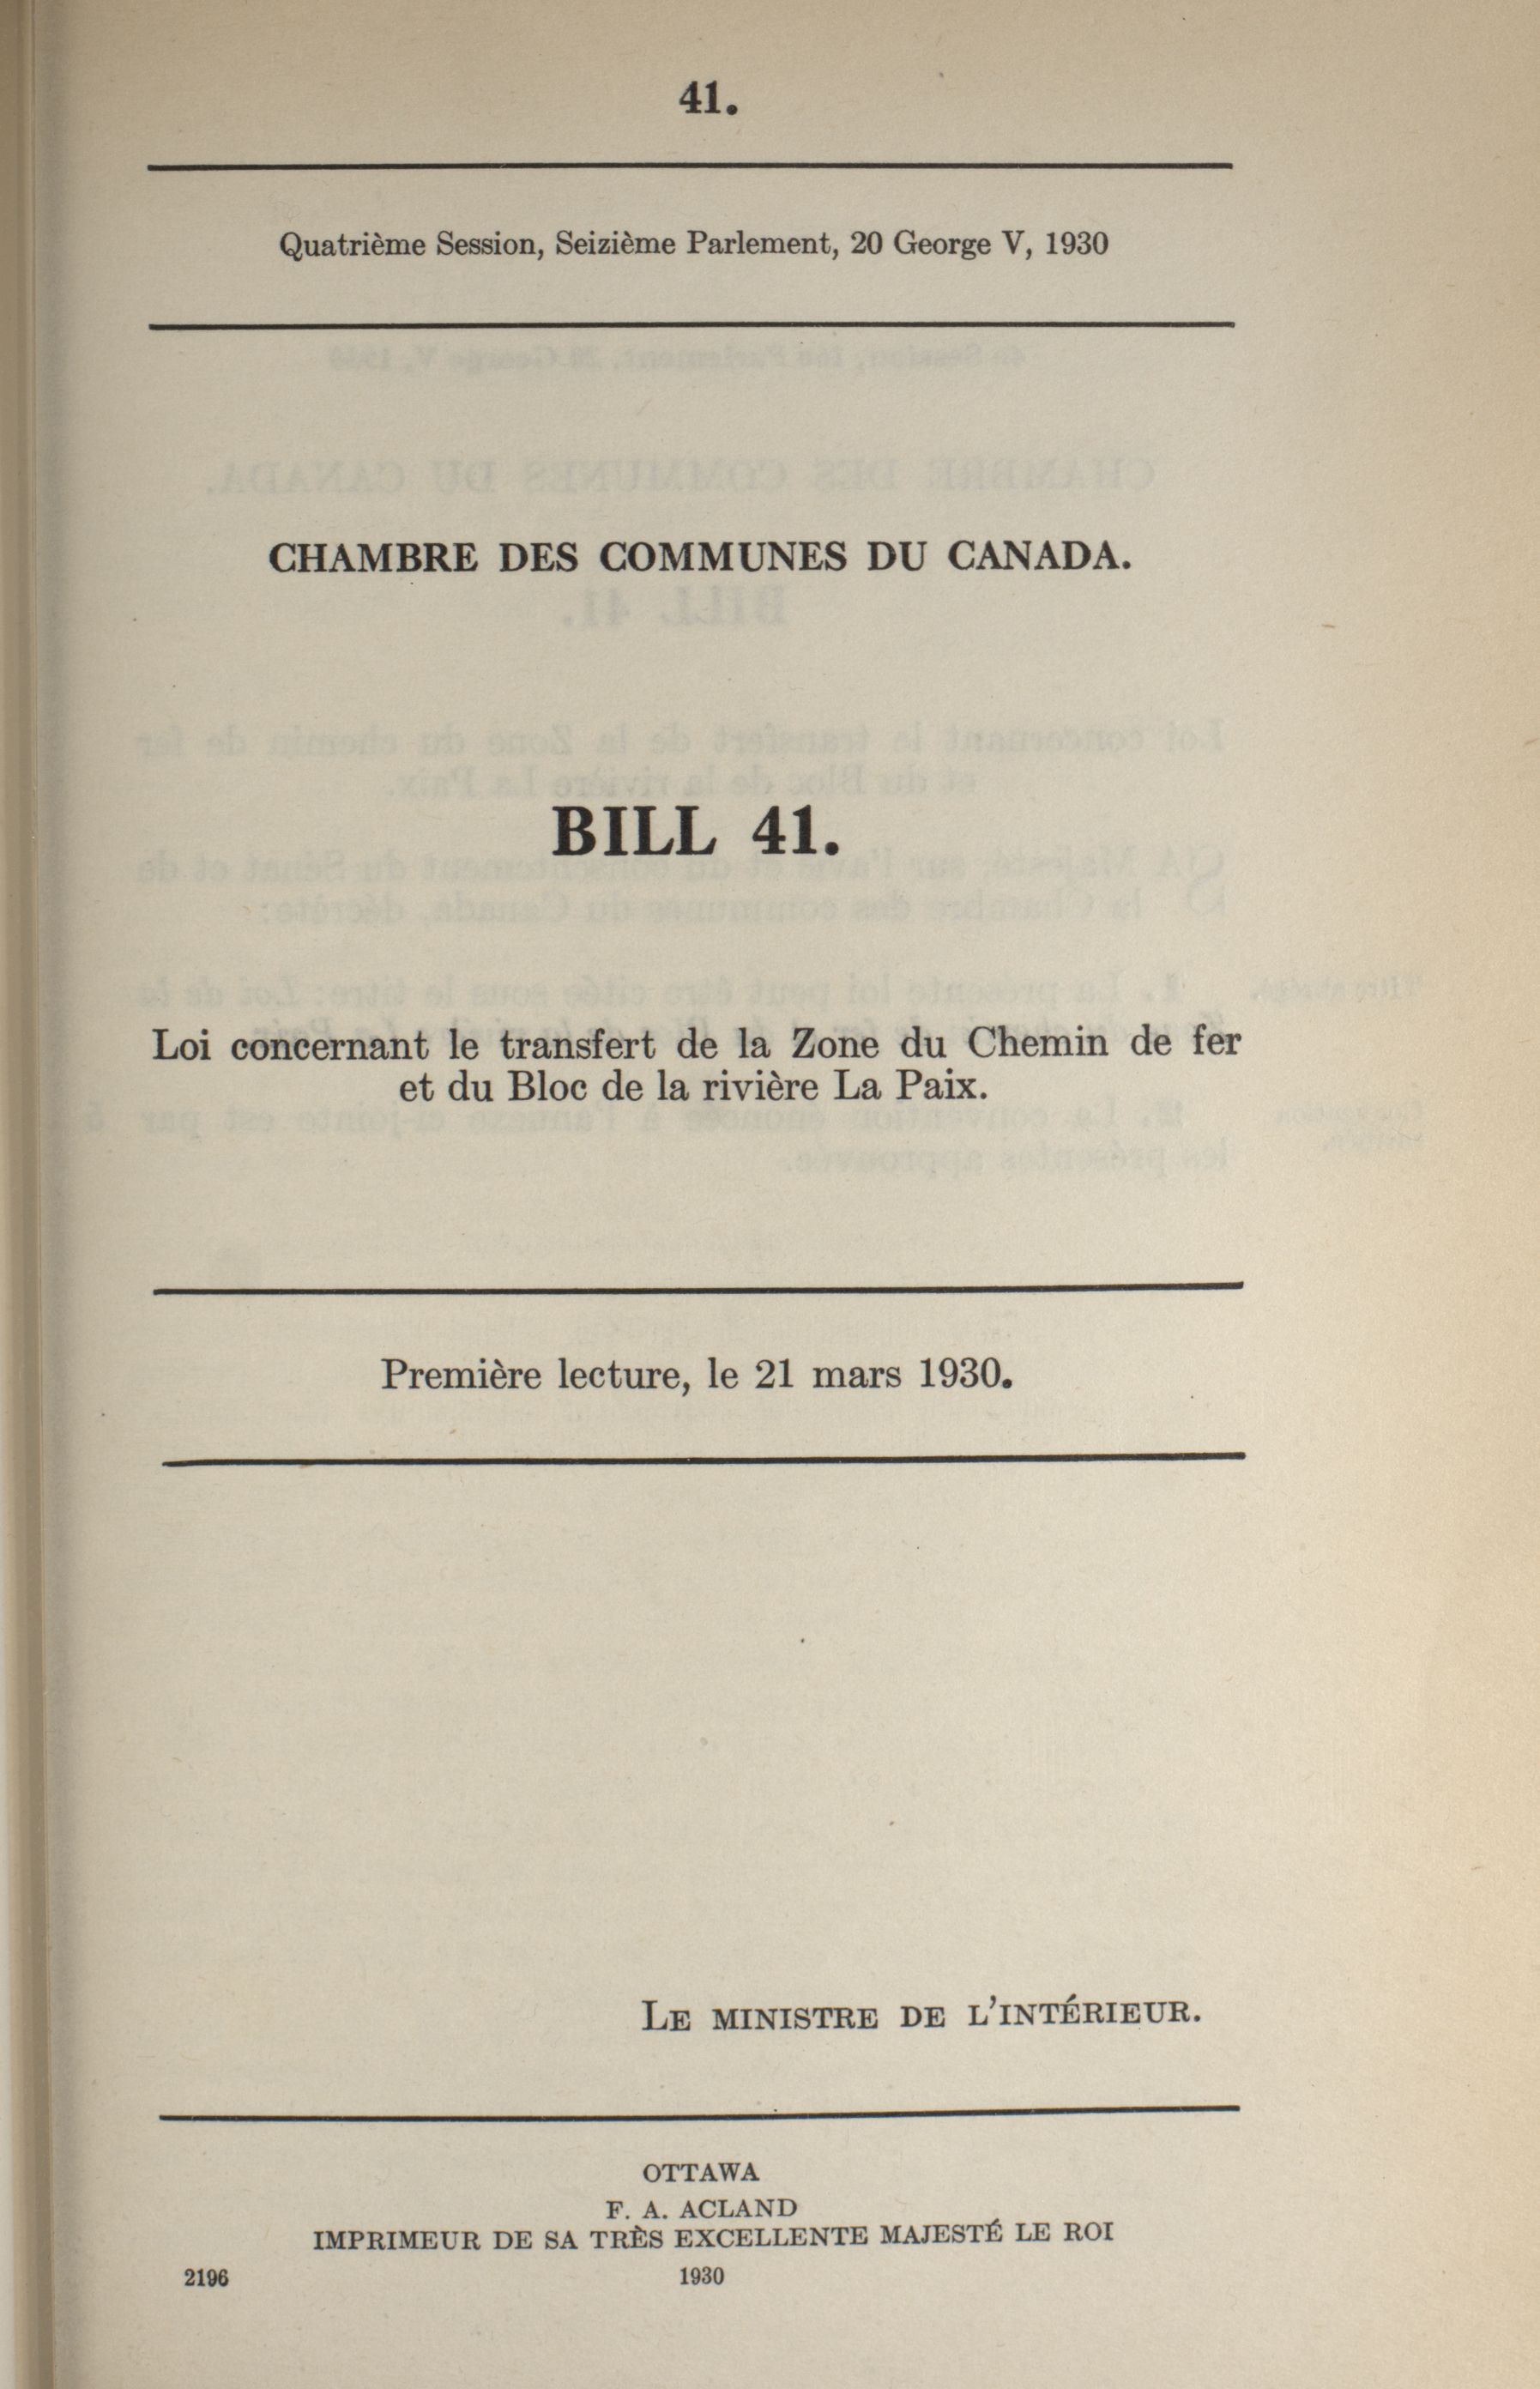 41.
Quatrième Session, Seizième Parlement, 20 George V, 1930
CHAMBRE DES COMMUNES DU CANADA.
BILL 41.
Loi concernant le transfert de la Zone du Chemin de fer
et du Bloc de la rivière La Paix.
Première lecture, le 21 mars 1930.
LE MINISTRE DE L'INTÉRIEUR.
OTTAWA
F. A. ACLAND
IMPRIMEUR DE SA TRÈS EXCELLENTE MAJESTÉ LE ROI
2196 1930